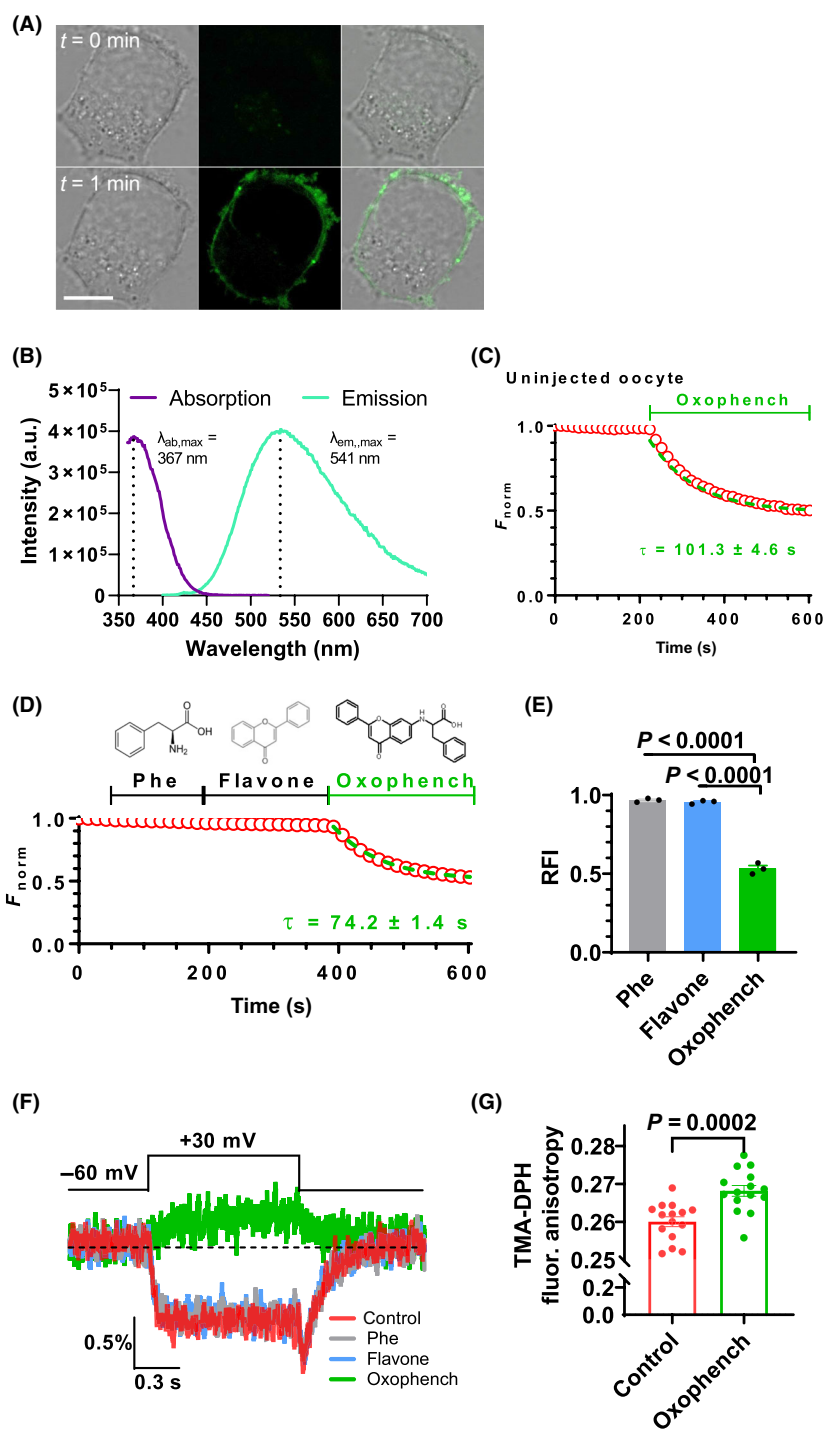 (A)
t = 0 min
t = 1 min
(B)
5×10⁵
4×10⁵
3×10⁵
2×10⁵
1×10⁵
0
Intensity (a.u.)
Absorption
Emission
λab,max =
367 nm
λem,,max =
541 nm
350 400 450 500 550 600 650 700
Wavelength (nm)
(C)
Uninjected oocyte
Oxophench
1.0
0.5
0.0
Fnorm
τ = 101.3 ± 4.6 s
0 200 400 600
Time (s)
(D)
O
OH
NH2
O
O
O
O
H
N
O
OH
Phe
Flavone
Oxophench
1.0
0.5
0.0
Fnorm
τ = 74.2 ± 1.4 s
0 200 400 600
Time (s)
(E)
P < 0.0001
P < 0.0001
1.0
0.5
0.0
RFI
Phe
Flavone
Oxophench
(F)
+30 mV
–60 mV
0.5%
0.3 s
Control
Phe
Flavone
Oxophench
(G)
P = 0.0002
0.28
0.27
0.26
0.25
0.2
0.0
TMA-DPH
fluor. anisotropy
Control
Oxophench